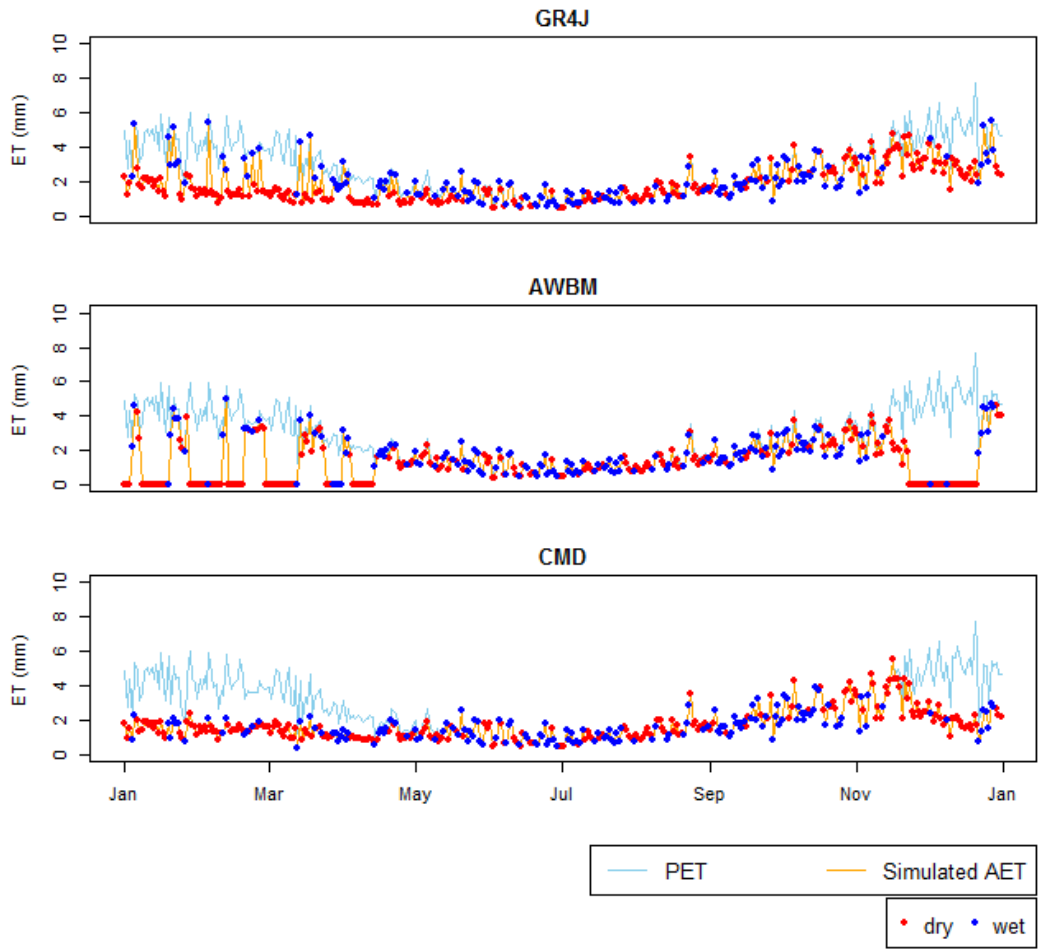 GR4J
ET (mm)
10
8
6
4
2
0
AWBM
ET (mm)
10
8
6
4
2
0
CMD
ET (mm)
10
8
6
4
2
0
Jan Mar May Jul Sep Nov Jan
PET Simulated AET
dry wet